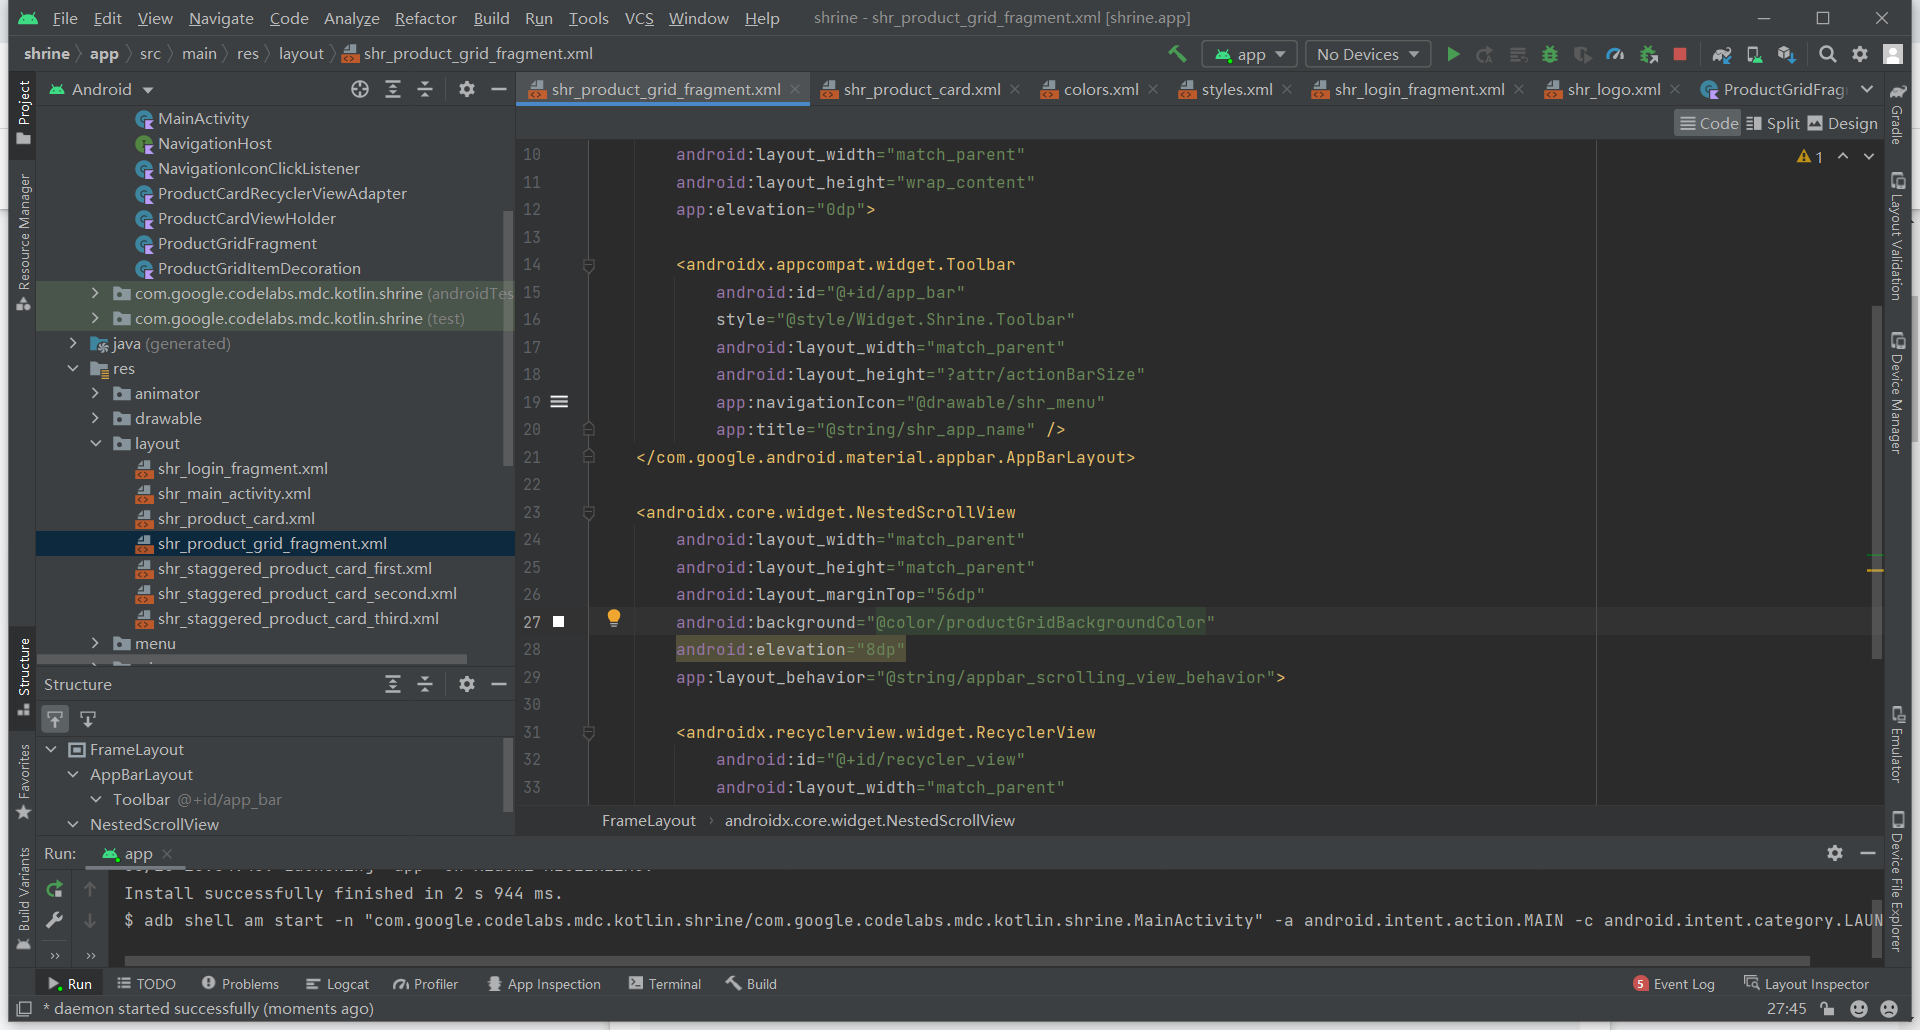 File Edit View Navigate Code Analyze Refactor Build Run Tools VCS Window Help shrine - shr_product_grid_fragment.xml [shrine.app]
shrine app src main res layout shr_product_grid_fragment.xml app No Devices
Android
shr_product_grid_fragment.xml shr_product_card.xml colors.xml styles.xml shr_login_fragment.xml shr_logo.xml ProductGridFrag
Code Split Design
Project
Resource Manager
Structure
Favorites
Build Variants
MainActivity
NavigationHost
NavigationIconClickListener
ProductCardRecyclerViewAdapter
ProductCardViewHolder
ProductGridFragment
ProductGridItemDecoration
com.google.codelabs.mdc.kotlin.shrine (androidTes
com.google.codelabs.mdc.kotlin.shrine (test)
java (generated)
res
animator
drawable
layout
shr_login_fragment.xml
shr_main_activity.xml
shr_product_card.xml
shr_product_grid_fragment.xml
shr_staggered_product_card_first.xml
shr_staggered_product_card_second.xml
shr_staggered_product_card_third.xml
menu
Structure
FrameLayout
AppBarLayout
Toolbar @+id/app_bar
NestedScrollView
1
10 android:layout_width="match_parent"
11 android:layout_height="wrap_content"
12 app:elevation="0dp">
13
14 <androidx.appcompat.widget.Toolbar
15 android:id="@+id/app_bar"
16 style="@style/Widget.Shrine.Toolbar"
17 android:layout_width="match_parent"
18 android:layout_height="?attr/actionBarSize"
19 app:navigationIcon="@drawable/shr_menu"
20 app:title="@string/shr_app_name" />
21 </com.google.android.material.appbar.AppBarLayout>
22
23 <androidx.core.widget.NestedScrollView
24 android:layout_width="match_parent"
25 android:layout_height="match_parent"
26 android:layout_marginTop="56dp"
27 android:background="@color/productGridBackgroundColor"
28 android:elevation="8dp"
29 app:layout_behavior="@string/appbar_scrolling_view_behavior">
30
31 <androidx.recyclerview.widget.RecyclerView
32 android:id="@+id/recycler_view"
33 android:layout_width="match_parent"
FrameLayout androidx.core.widget.NestedScrollView
Gradle
Layout Validation
Device Manager
Emulator
Device File Explorer
Run: app
Install successfully finished in 2 s 944 ms.
$ adb shell am start -n "com.google.codelabs.mdc.kotlin.shrine/com.google.codelabs.mdc.kotlin.shrine.MainActivity" -a android.intent.action.MAIN -c android.intent.category.LAUN
Run TODO Problems Logcat Profiler App Inspection Terminal Build 5 Event Log Layout Inspector
* daemon started successfully (moments ago) 27:45